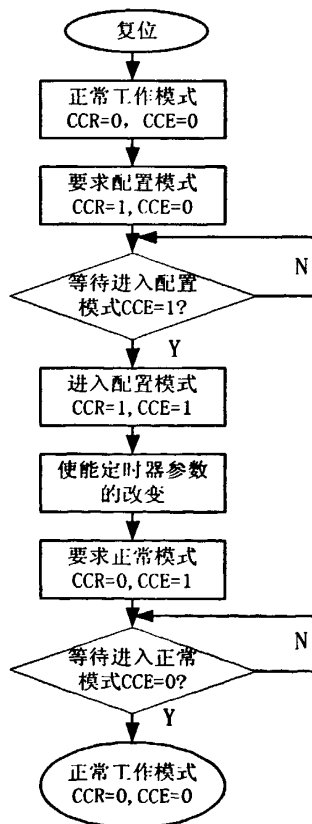 复位
正常工作模式
CCR=0, CCE=0
要求配置模式
CCR=1,CCE=0
等待进入配置
模式CCE=1?
N
Y
进入配置模式
CCR=1,CCE=1
使能定时器参数
的改变
要求正常模式
CCR=0,CCE=1
等待进入正常
模式CCE=0?
N
Y
正常工作模式
CCR=0,CCE=0